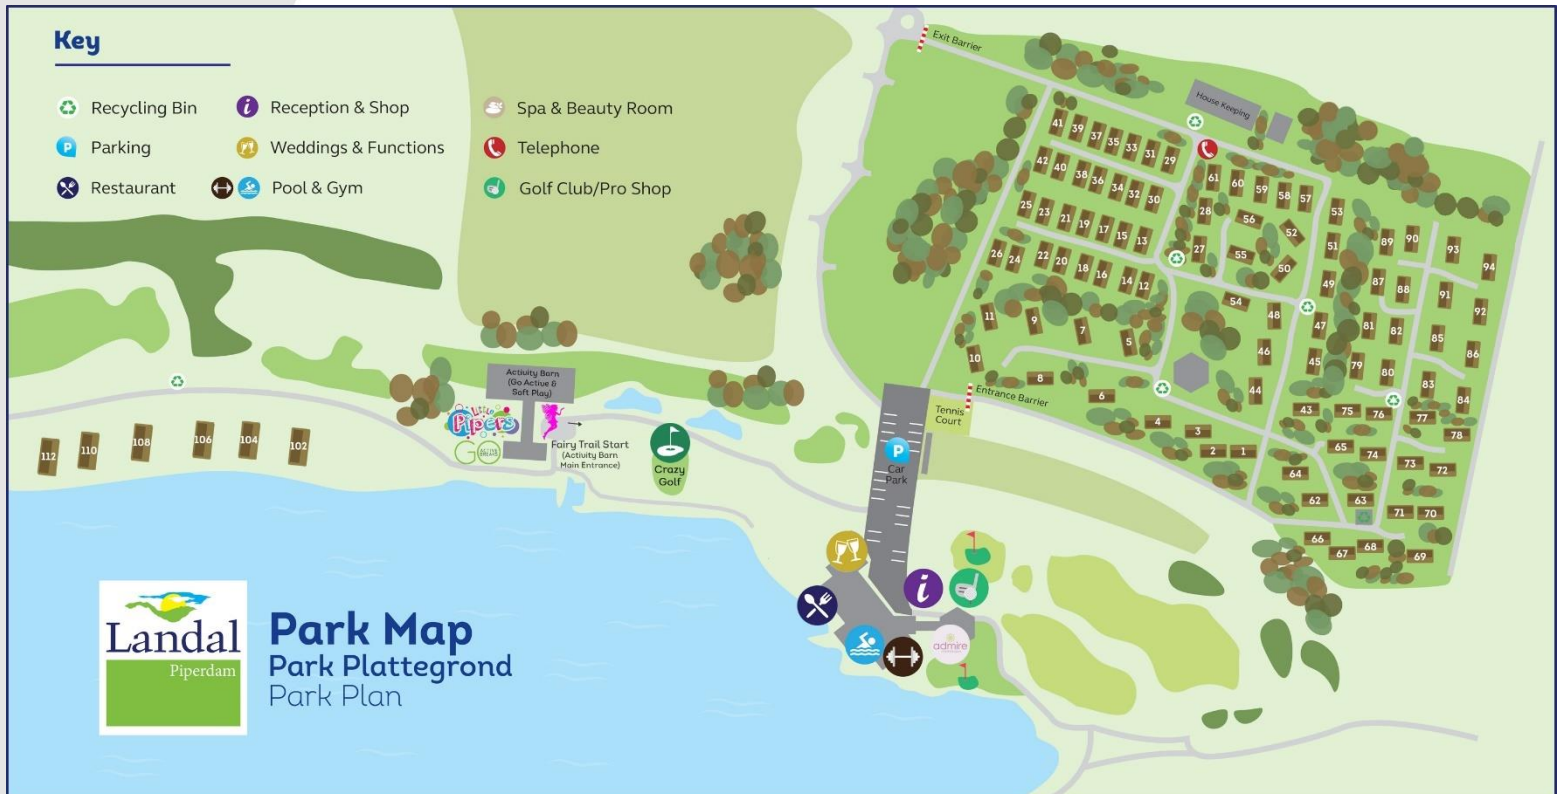 Key
Recycling Bin
Reception & Shop
Spa & Beauty Room
P
Parking
Weddings & Functions
Telephone
Restaurant
Pool & Gym
Golf Club/Pro Shop
Exit Barrier
House Keeping
41 39 37 35 33 31 29
42 40 38 36 34 32 30
25 23 21 19 17 15 13
26 24 22 20 18 16 14 12
61 60 59 58 57
28 56 52
27 55 50
53
51
49
54 48
47
46
45
44
89 90 93 94
87 88 91 92
81 82 85 86
79 80 83 84
11 9 7 5
10 8 6
4 3
2 1
43 75 76 77 78
65 74 73 72
64
62 63 71 70
66 67 68 69
Entrance Barrier
Tennis
Court
P
Car
Park
Activity Barn
(Go Active &
Soft Play)
Little
Pipers
GO
Fairy Trail Start
(Activity Barn
Main Entrance)
Crazy
Golf
112 110 108 106 104 102
i
admire
Landal
Piperdam
Park Map
Park Plattegrond
Park Plan